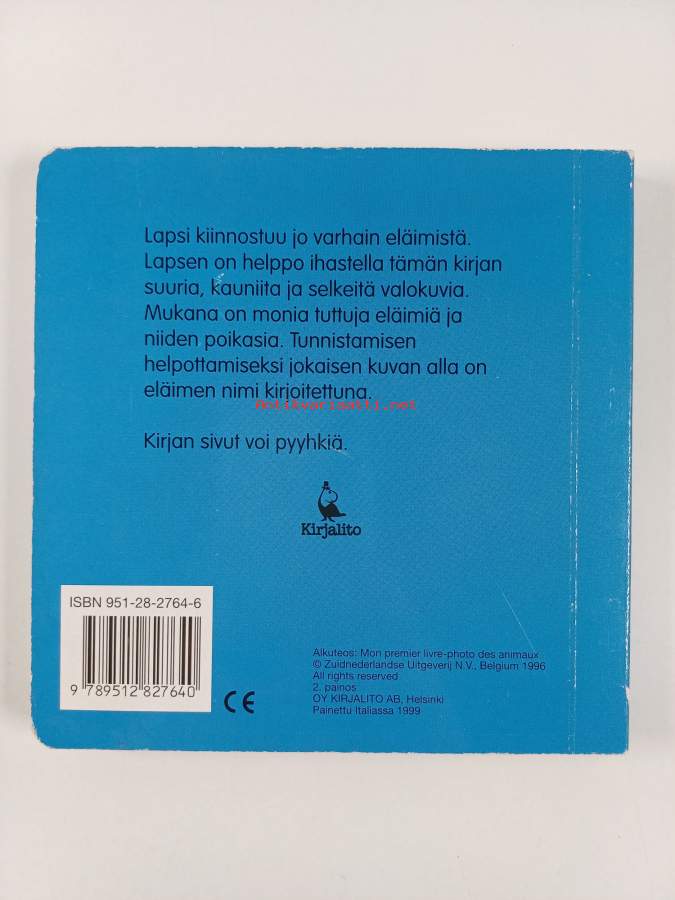 Lapsi kiinnostuu jo varhain eläimistä.
Lapsen on helppo ihastella tämän kirjan
suuria, kauniita ja selkeitä valokuvia.
Mukana on monia tuttuja eläimiä ja
niiden poikasia. Tunnistamisen
helpottamiseksi jokaisen kuvan alla on
eläimen nimi kirjoitettuna.
Antikvariaatti.net
Kirjan sivut voi pyyhkiä.
Kirjalito
ISBN 951-28-2764-6
9 789512 827640
CE
Alkuteos: Mon premier livre-photo des animaux
© Zuidnederlandse Uitgeverij N.V., Belgium 1996
All rights reserved
2. painos
OY KIRJALITO AB, Helsinki
Painettu Italiassa 1999